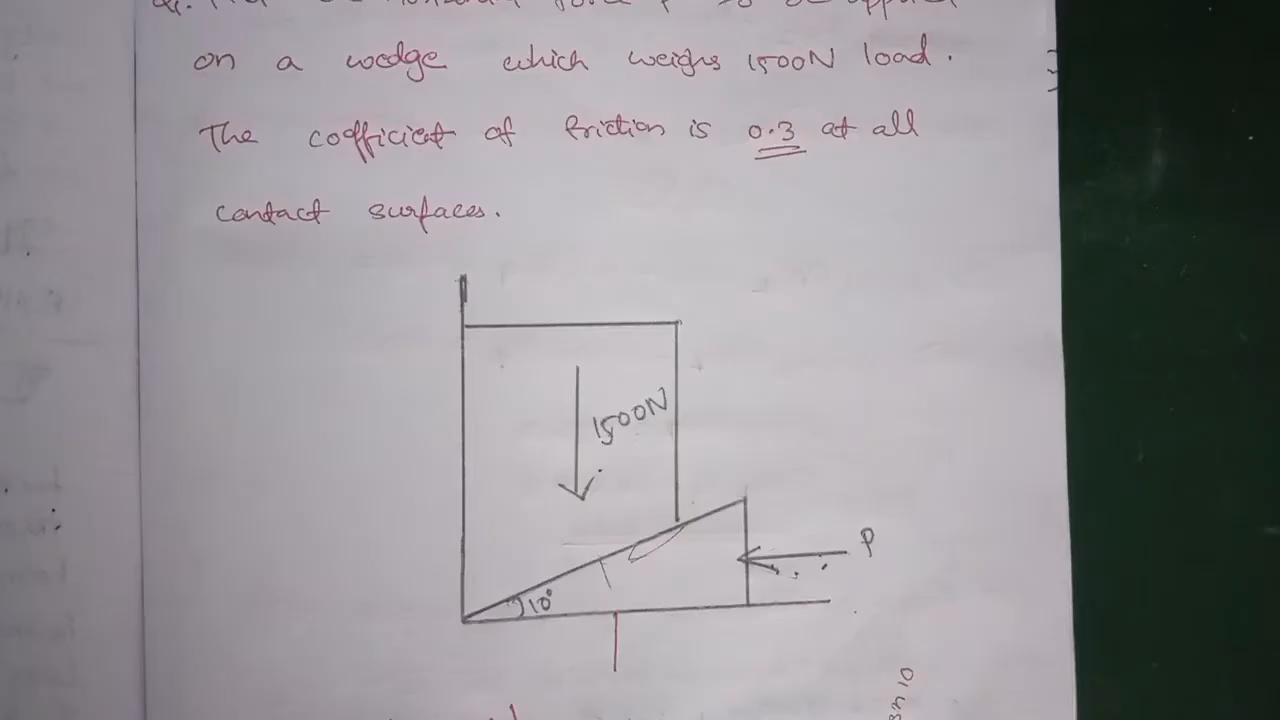 on a wedge which weighs 1500N load.
The coefficient of friction is 0.3 at all
contact surfaces.
1500N
P
10°